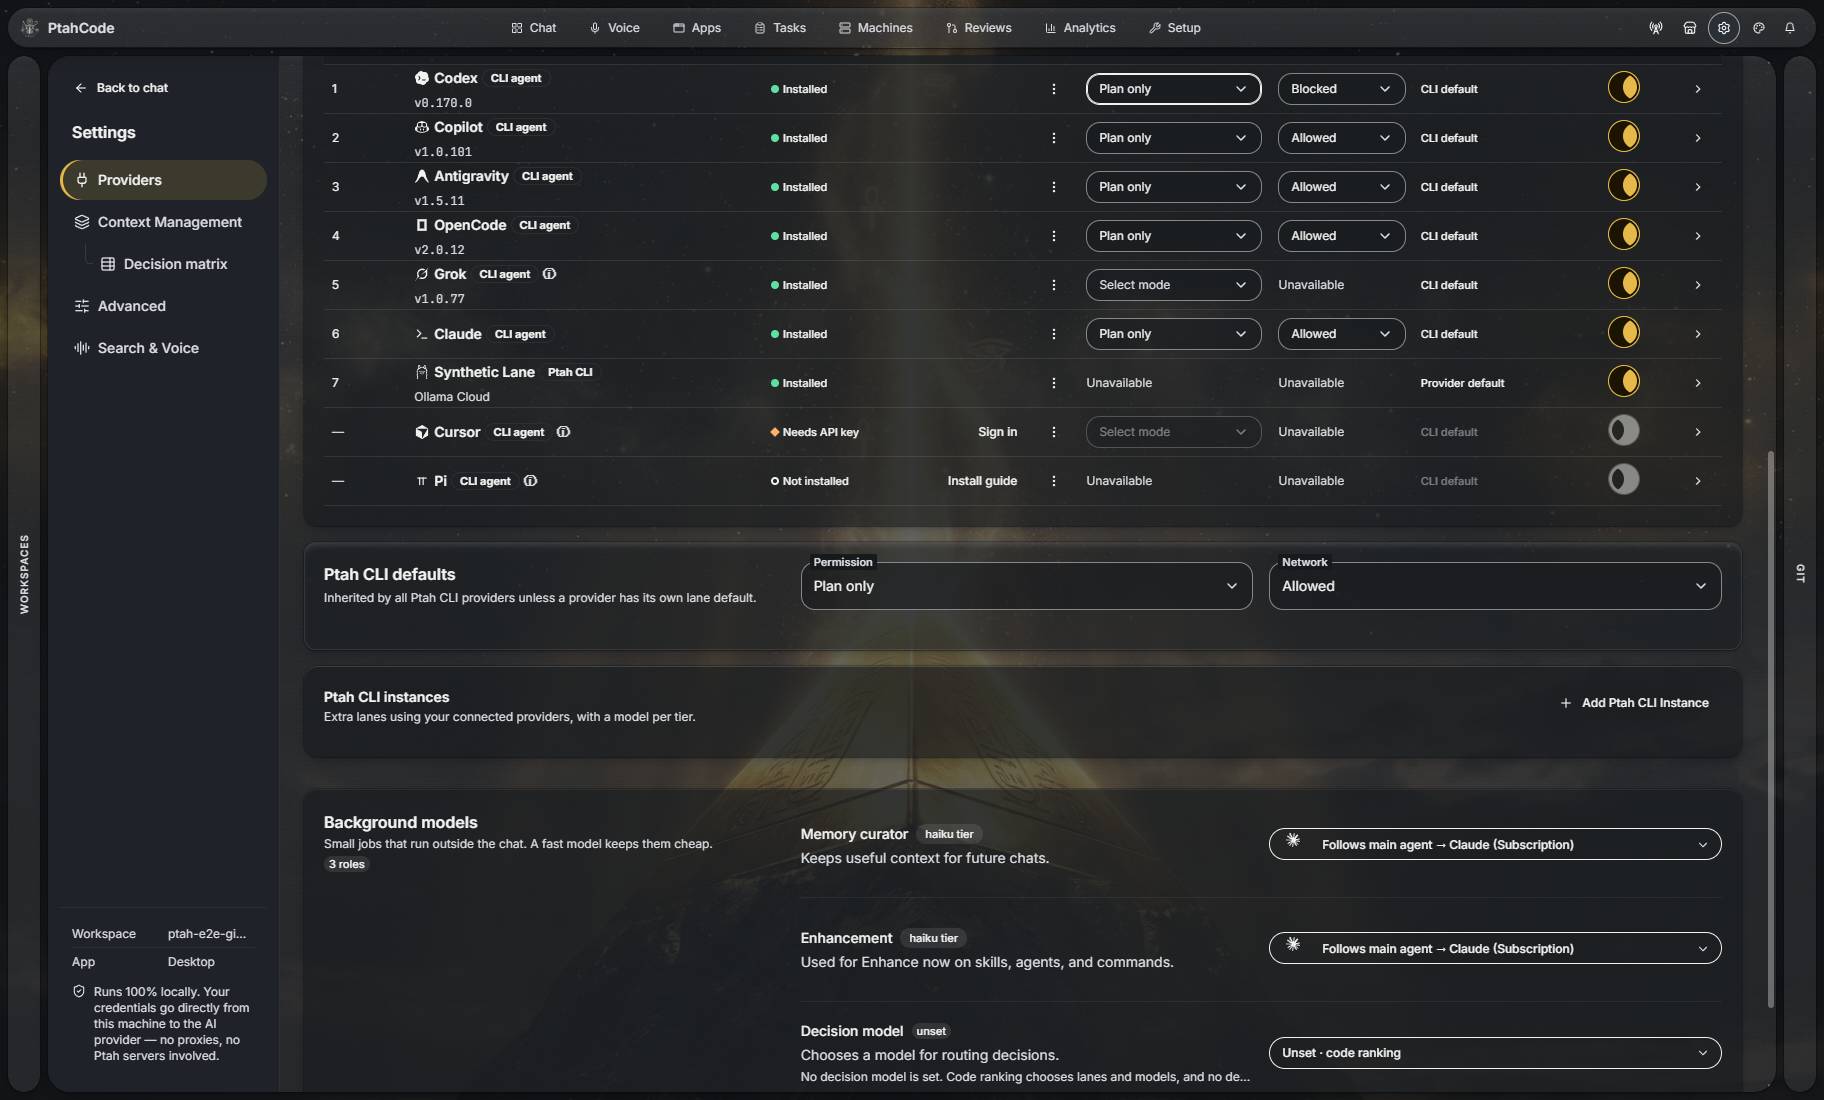 PtahCode
Chat
Voice
Apps
Tasks
Machines
Reviews
Analytics
Setup
WORKSPACES
Back to chat
Settings
Providers
Context Management
Decision matrix
Advanced
Search & Voice
Workspace ptah-e2e-gi...
App Desktop
Runs 100% locally. Your
credentials go directly from
this machine to the AI
provider — no proxies, no
Ptah servers involved.
1 Codex CLI agent Installed Plan only Blocked CLI default
v0.170.0
2 Copilot CLI agent Installed Plan only Allowed CLI default
v1.0.101
3 Antigravity CLI agent Installed Plan only Allowed CLI default
v1.5.11
4 OpenCode CLI agent Installed Plan only Allowed CLI default
v2.0.12
5 Grok CLI agent Installed Select mode Unavailable CLI default
v1.0.77
6 Claude CLI agent Installed Plan only Allowed CLI default
7 Synthetic Lane Ptah CLI Installed Unavailable Unavailable Provider default
Ollama Cloud
— Cursor CLI agent Needs API key Sign in Select mode Unavailable CLI default
— Pi CLI agent Not installed Install guide Unavailable Unavailable CLI default
Ptah CLI defaults
Inherited by all Ptah CLI providers unless a provider has its own lane default.
Permission
Plan only
Network
Allowed
Ptah CLI instances
Extra lanes using your connected providers, with a model per tier.
+ Add Ptah CLI Instance
Background models
Small jobs that run outside the chat. A fast model keeps them cheap.
3 roles
Memory curator haiku tier
Keeps useful context for future chats.
Follows main agent → Claude (Subscription)
Enhancement haiku tier
Used for Enhance now on skills, agents, and commands.
Follows main agent → Claude (Subscription)
Decision model unset
Chooses a model for routing decisions.
No decision model is set. Code ranking chooses lanes and models, and no de...
Unset · code ranking
GIT